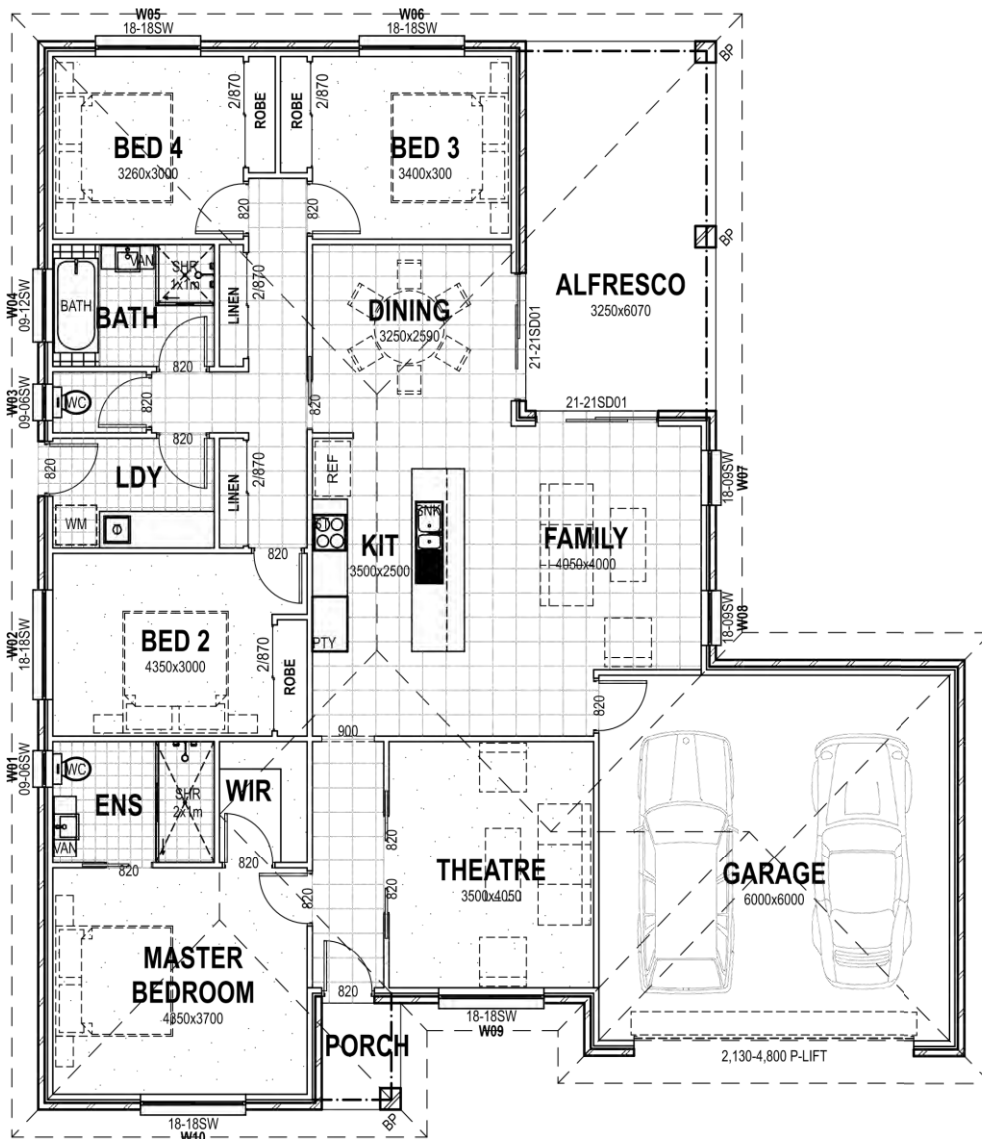 W05
18-18SW
W06
18-18SW
BP
2/870
ROBE
ROBE
2/870
BED 4
3260x3000
BED 3
3400x300
820
820
BP
VAN
SHR
1x1m
BATH
BATH
LINEN
2/870
DINING
3250x2590
ALFRESCO
3250x6070
W04
09-12SW
21-21SD01
820
W03
09-06SW
WC
820
820
820
21-21SD01
820
LDY
WM
LINEN
2/870
REF
SNK
W07
18-09SW
KIT
3500x2500
FAMILY
4950x4000
820
W02
18-18SW
BED 2
4350x3000
2/870
ROBE
PTY
W08
18-09SW
900
820
W01
09-06SW
WC
ENS
VAN
SHR
2x1m
WIR
820
820
820
820
820
THEATRE
3500x4050
GARAGE
6000x6000
MASTER
BEDROOM
4350x3700
820
PORCH
18-18SW
W09
2,130-4,800 P-LIFT
BP
18-18SW
W10